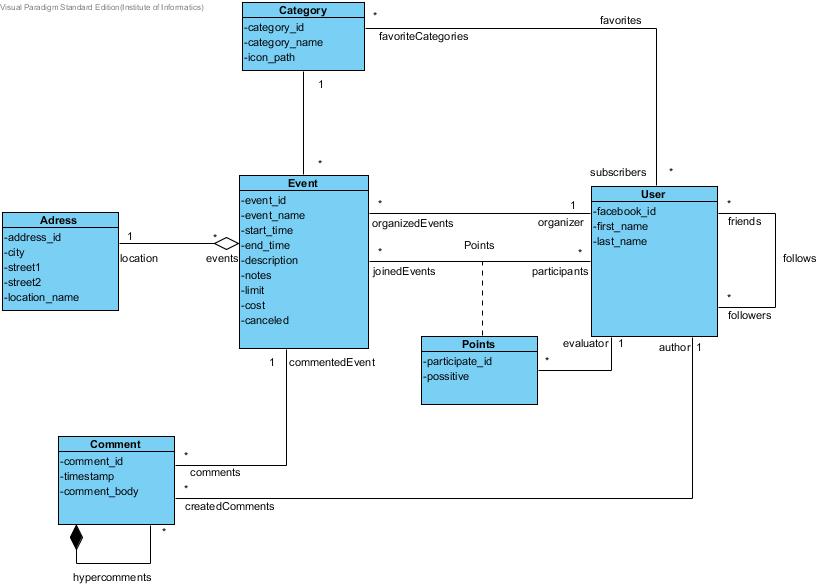 Visual Paradigm Standard Edition(Institute of Informatics)
Category
-category_id
-category_name
-icon_path
*
favorites
favoriteCategories
1
*
subscribers
*
Event
-event_id
-event_name
-start_time
-end_time
-description
-notes
-limit
-cost
-canceled
User
-facebook_id
-first_name
-last_name
Adress
-address_id
-city
-street1
-street2
-location_name
1
*
location
events
*
1
organizedEvents
organizer
Points
*
*
joinedEvents
participants
*
friends
follows
*
followers
Points
-participate_id
-possitive
evaluator
1
*
author
1
1
commentedEvent
Comment
-comment_id
-timestamp
-comment_body
*
comments
*
createdComments
*
hypercomments